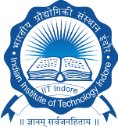 भारतीय प्रौद्योगिकी संस्थान इंदौर
IIT Indore
Indian Institute of Technology Indore
॥ ज्ञानम् सर्वजनहिताय ॥